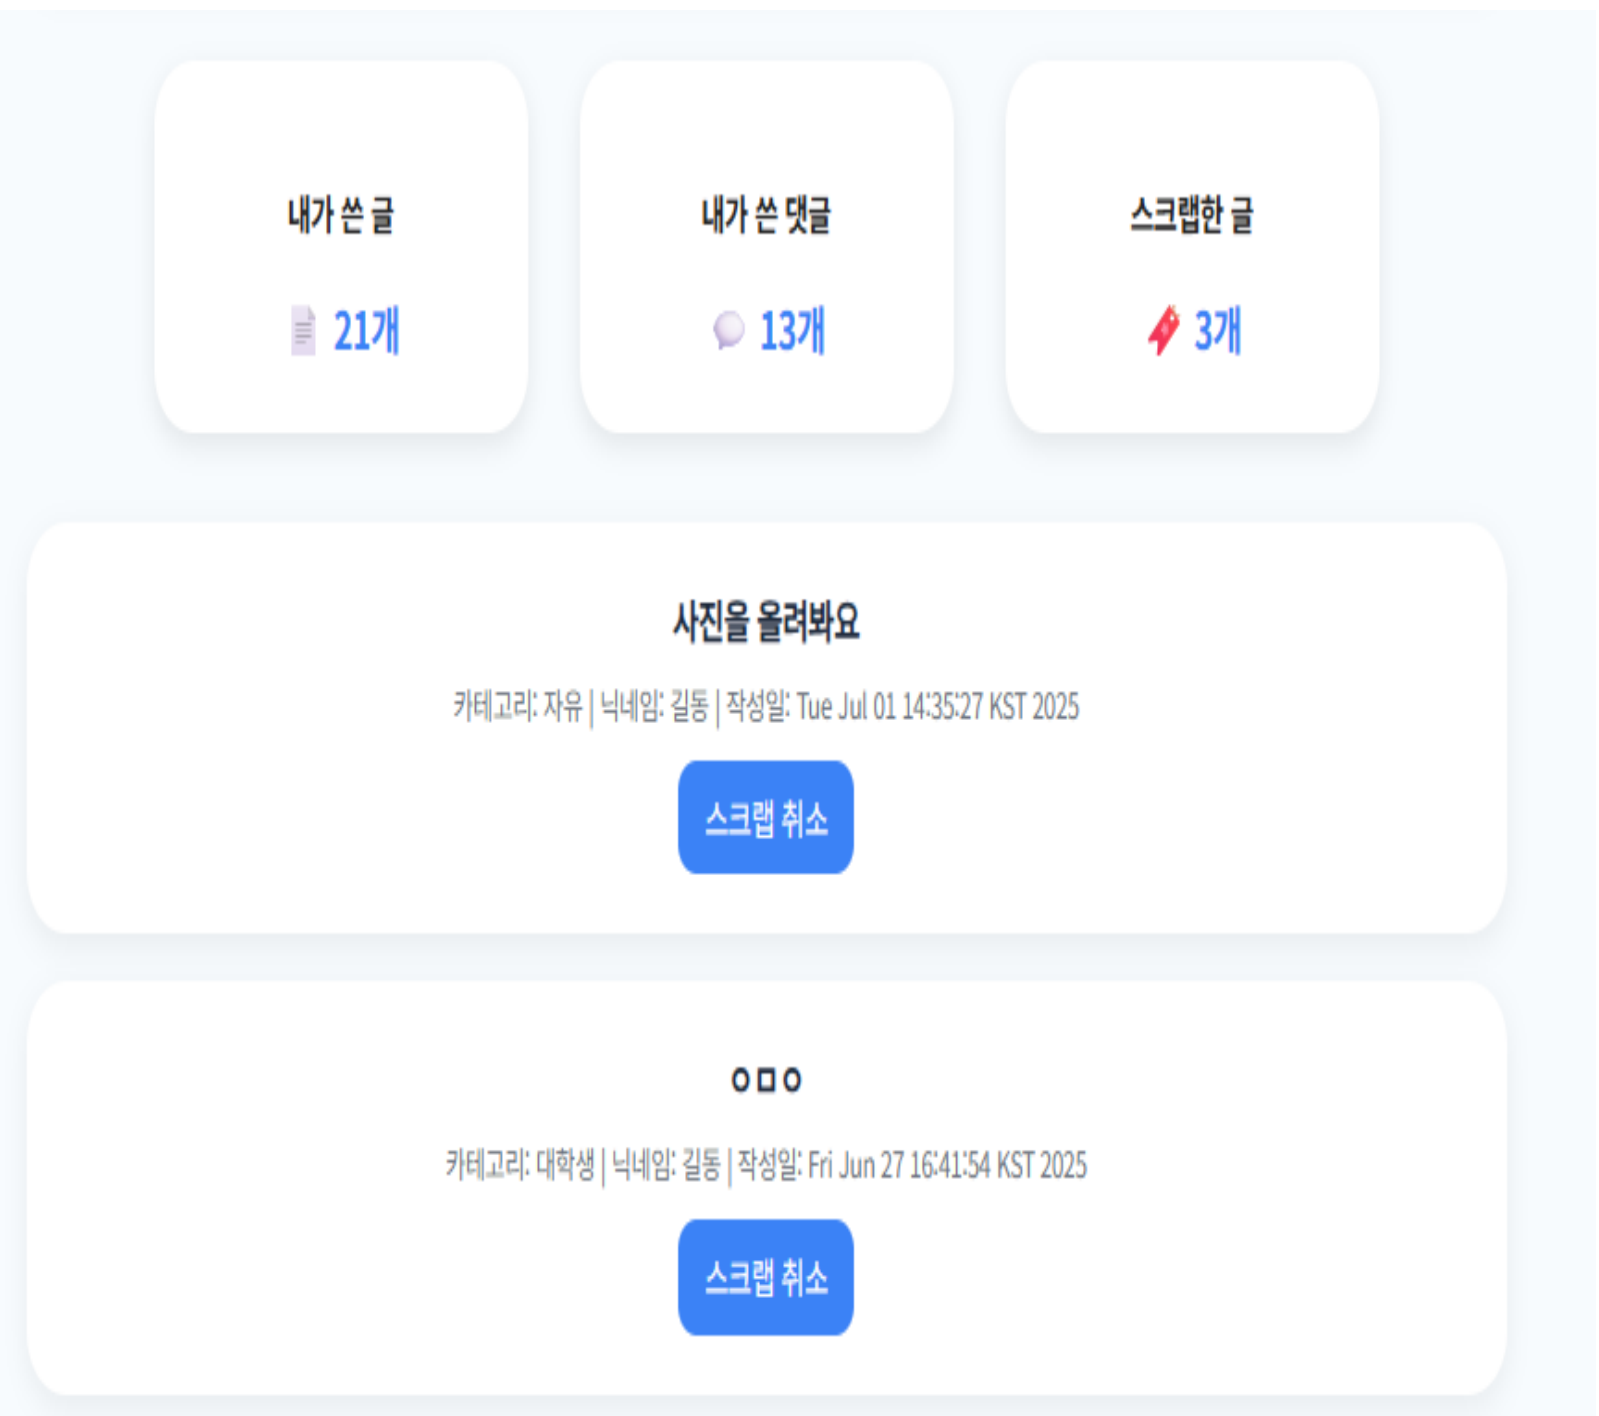 내가 쓴 글
내가 쓴 댓글
스크랩한 글
21개
13개
3개
사진을 올려봐요
카테고리: 자유 | 닉네임: 길동 | 작성일: Tue Jul 01 14:35:27 KST 2025
스크랩 취소
ㅇㅁㅇ
카테고리: 대학생 | 닉네임: 길동 | 작성일: Fri Jun 27 16:41:54 KST 2025
스크랩 취소